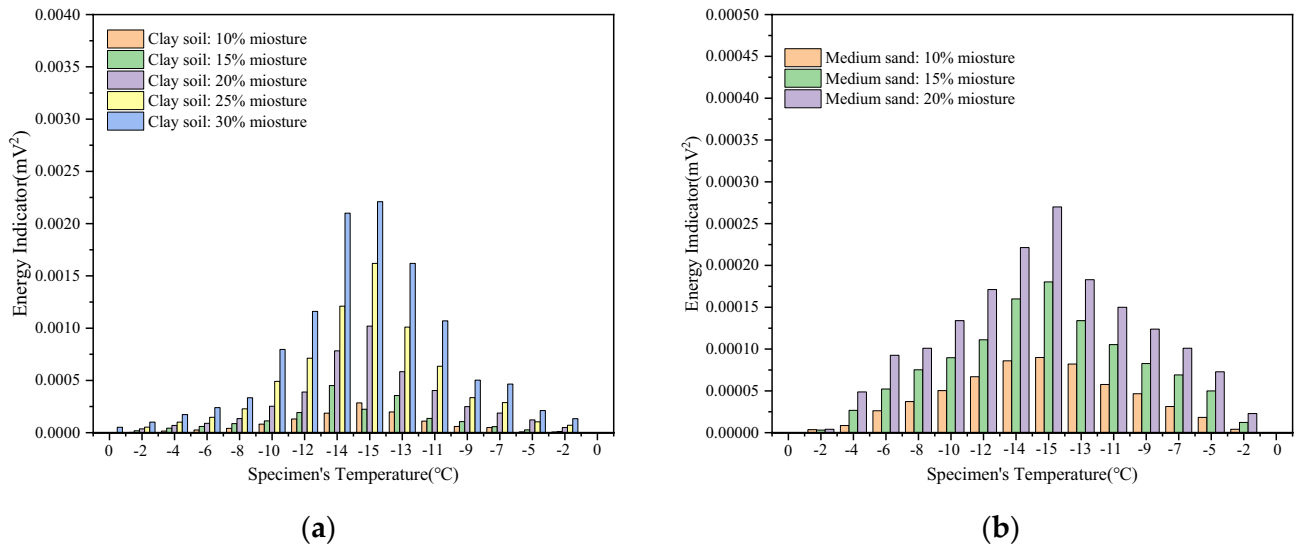 0.0040
0.0035
0.0030
0.0025
0.0020
0.0015
0.0010
0.0005
0.0000
Energy Indicator(mV²)
Clay soil: 10% miosture
Clay soil: 15% miosture
Clay soil: 20% miosture
Clay soil: 25% miosture
Clay soil: 30% miosture
0 -2 -4 -6 -8 -10 -12 -14 -15 -13 -11 -9 -7 -5 -2 0
Specimen's Temperature(°C)
(a)
0.00050
0.00045
0.00040
0.00035
0.00030
0.00025
0.00020
0.00015
0.00010
0.00005
0.00000
Energy Imdicator(mV²)
Medium sand: 10% miosture
Medium sand: 15% miosture
Medium sand: 20% miosture
0 -2 -4 -6 -8 -10 -12 -14 -15 -13 -11 -9 -7 -5 -2 0
Specimen's Temperature(°C)
(b)